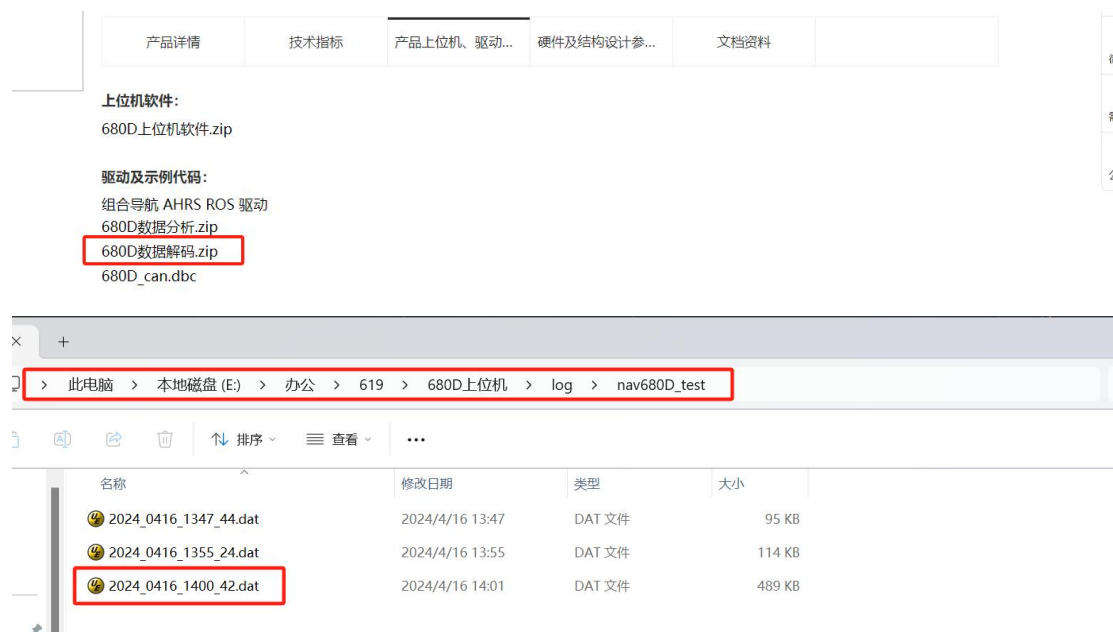 产品详情 技术指标 产品上位机、驱动... 硬件及结构设计参... 文档资料
上位机软件：
680D上位机软件.zip
驱动及示例代码：
组合导航 AHRS ROS 驱动
680D数据分析.zip
680D数据解码.zip
680D_can.dbc
> 此电脑 > 本地磁盘 (E:) > 办公 > 619 > 680D上位机 > log > nav680D_test
排序 查看 ...
名称 修改日期 类型 大小
2024_0416_1347_44.dat 2024/4/16 13:47 DAT 文件 95 KB
2024_0416_1355_24.dat 2024/4/16 13:55 DAT 文件 114 KB
2024_0416_1400_42.dat 2024/4/16 14:01 DAT 文件 489 KB